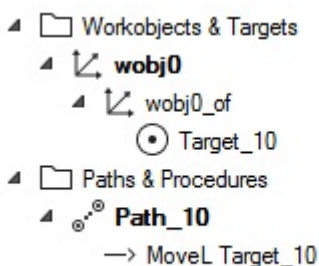 Workobjects & Targets
wobj0
wobj0_of
Target_10
Paths & Procedures
Path_10
MoveL Target_10